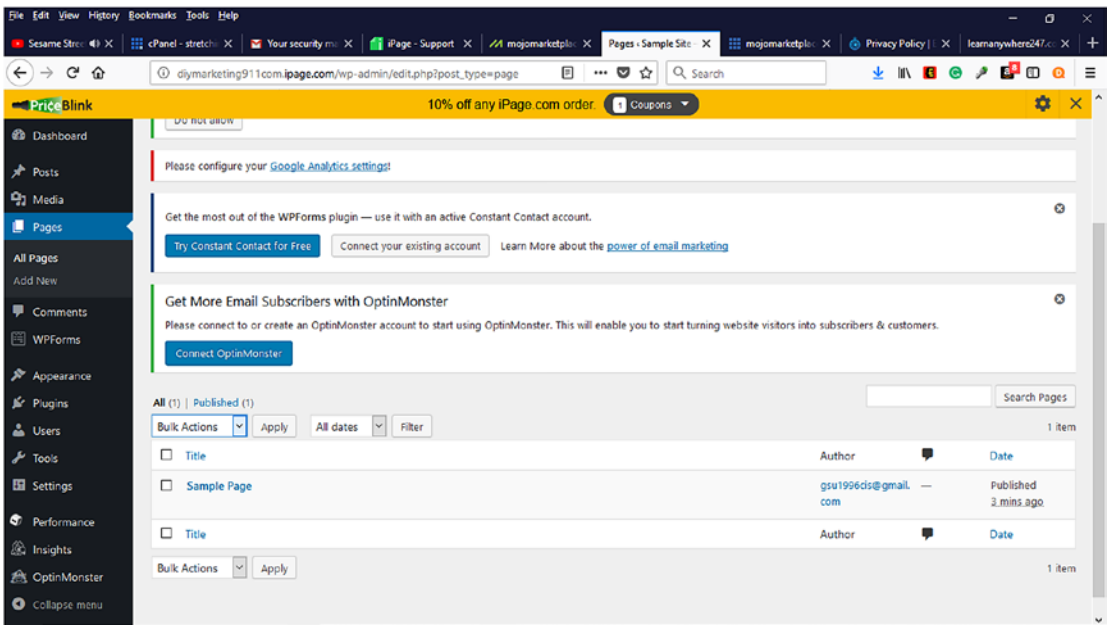 File Edit View History Bookmarks Tools Help
Sesame Stree
cPanel - stretch
Your security ma
iPage - Support
mojomarketplac
Pages ‹ Sample Site —
mojomarketplac
Privacy Policy |
learnanywhere247.co
diymarketing911com.ipage.com/wp-admin/edit.php?post_type=page
Search
PriceBlink
10% off any iPage.com order.
1 Coupons
Dashboard
Posts
Media
Pages
All Pages
Add New
Comments
WPForms
Appearance
Plugins
Users
Tools
Settings
Performance
Insights
OptinMonster
Collapse menu
Do not allow
Please configure your Google Analytics settings!
Get the most out of the WPForms plugin — use it with an active Constant Contact account.
Try Constant Contact for Free
Connect your existing account
Learn More about the power of email marketing
Get More Email Subscribers with OptinMonster
Please connect to or create an OptinMonster account to start using OptinMonster. This will enable you to start turning website visitors into subscribers & customers.
Connect OptinMonster
All (1) | Published (1)
Search Pages
Bulk Actions Apply All dates Filter
1 item
Title Author Date
Sample Page gsu1996cis@gmail. — Published
com 3 mins ago
Title Author Date
Bulk Actions Apply
1 item